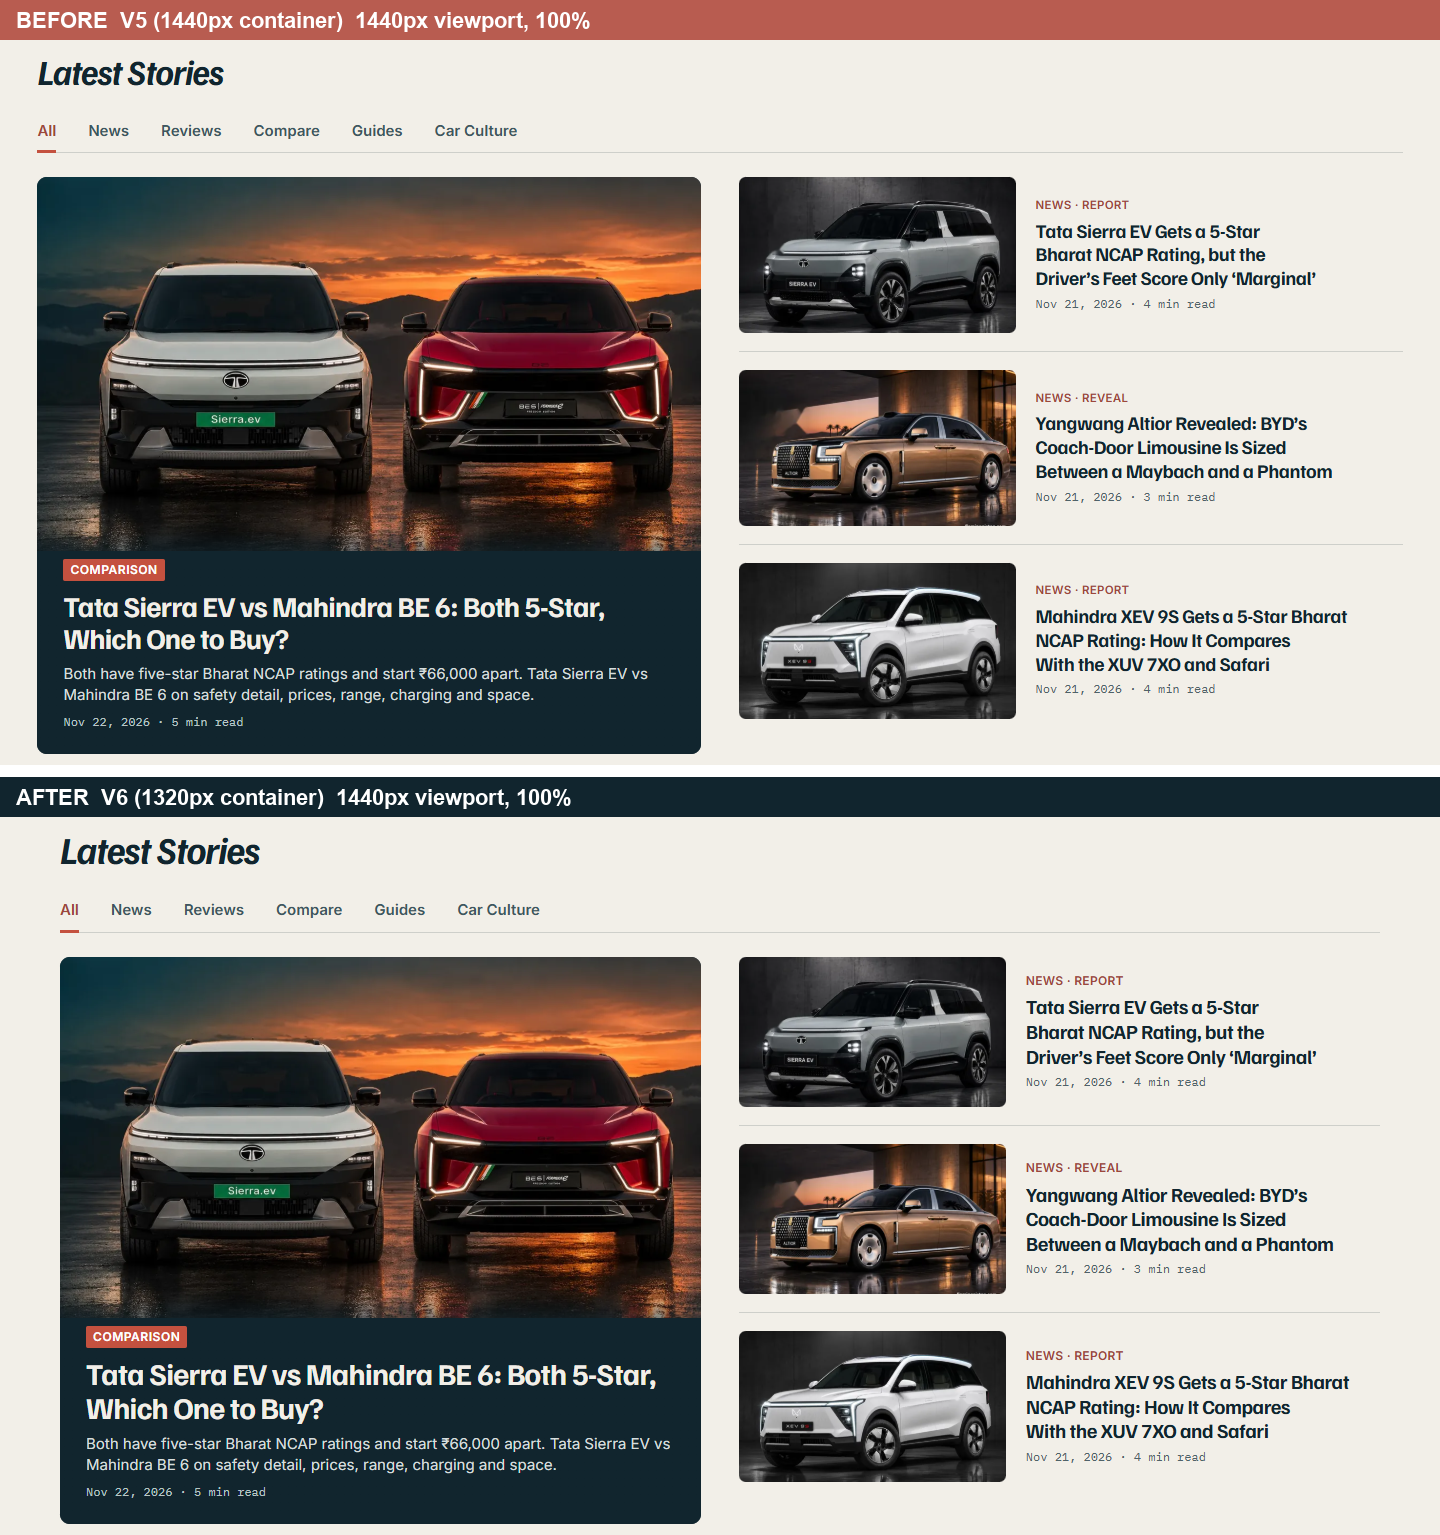 BEFORE V5 (1440px container) 1440px viewport, 100%
Latest Stories
All News Reviews Compare Guides Car Culture
Sierra.ev
COMPARISON
Tata Sierra EV vs Mahindra BE 6: Both 5-Star,
Which One to Buy?
Both have five-star Bharat NCAP ratings and start ₹66,000 apart. Tata Sierra EV vs
Mahindra BE 6 on safety detail, prices, range, charging and space.
Nov 22, 2026 · 5 min read
SIERRA EV
NEWS · REPORT
Tata Sierra EV Gets a 5-Star
Bharat NCAP Rating, but the
Driver’s Feet Score Only ‘Marginal’
Nov 21, 2026 · 4 min read
ALTIOR
NEWS · REVEAL
Yangwang Altior Revealed: BYD’s
Coach-Door Limousine Is Sized
Between a Maybach and a Phantom
Nov 21, 2026 · 3 min read
NEWS · REPORT
Mahindra XEV 9S Gets a 5-Star Bharat
NCAP Rating: How It Compares
With the XUV 7XO and Safari
Nov 21, 2026 · 4 min read
AFTER V6 (1320px container) 1440px viewport, 100%
Latest Stories
All News Reviews Compare Guides Car Culture
Sierra.ev
COMPARISON
Tata Sierra EV vs Mahindra BE 6: Both 5-Star,
Which One to Buy?
Both have five-star Bharat NCAP ratings and start ₹66,000 apart. Tata Sierra EV vs
Mahindra BE 6 on safety detail, prices, range, charging and space.
Nov 22, 2026 · 5 min read
SIERRA EV
NEWS · REPORT
Tata Sierra EV Gets a 5-Star
Bharat NCAP Rating, but the
Driver’s Feet Score Only ‘Marginal’
Nov 21, 2026 · 4 min read
ALTIOR
NEWS · REVEAL
Yangwang Altior Revealed: BYD’s
Coach-Door Limousine Is Sized
Between a Maybach and a Phantom
Nov 21, 2026 · 3 min read
NEWS · REPORT
Mahindra XEV 9S Gets a 5-Star Bharat
NCAP Rating: How It Compares
With the XUV 7XO and Safari
Nov 21, 2026 · 4 min read